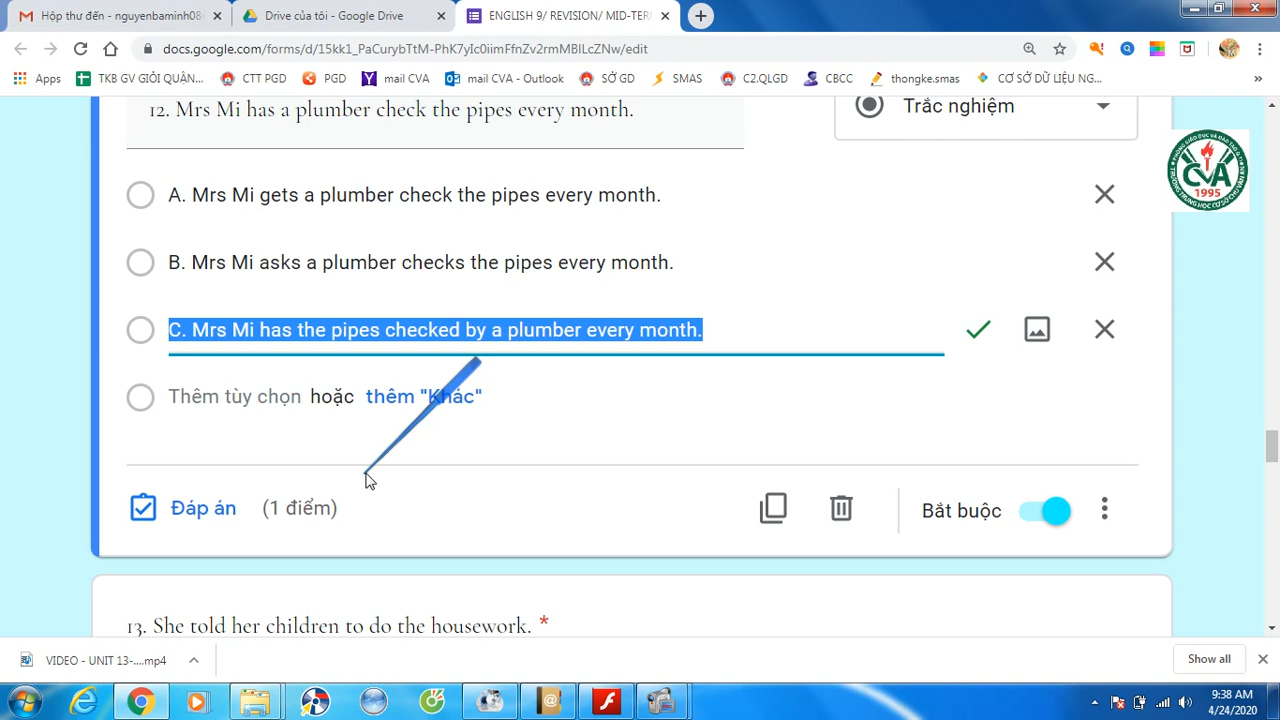 Hộp thư đến - nguyenbaminh08
Drive của tôi - Google Drive
ENGLISH 9/ REVISION/ MID-TER
docs.google.com/forms/d/15kk1_PaCurybTtM-PhK7yIcIiimFfnZv2rmMBlLcZNw/edit
Apps
TKB GV GIỎI QUẬN...
CTT PGD
PGD
mail CVA
mail CVA - Outlook
SỞ GD
SMAS
C2.QLGD
CBCC
thongke.smas
CƠ SỞ DỮ LIỆU NG...
»
12. Mrs Mi has a plumber check the pipes every month.
Trắc nghiệm
CVA
1995
A. Mrs Mi gets a plumber check the pipes every month.
B. Mrs Mi asks a plumber checks the pipes every month.
C. Mrs Mi has the pipes checked by a plumber every month.
Thêm tùy chọn hoặc thêm "Khác"
Đáp án (1 điểm)
Bắt buộc
13. She told her children to do the housework. *
VIDEO - UNIT 13-....mp4
Show all
9:38 AM
4/24/2020